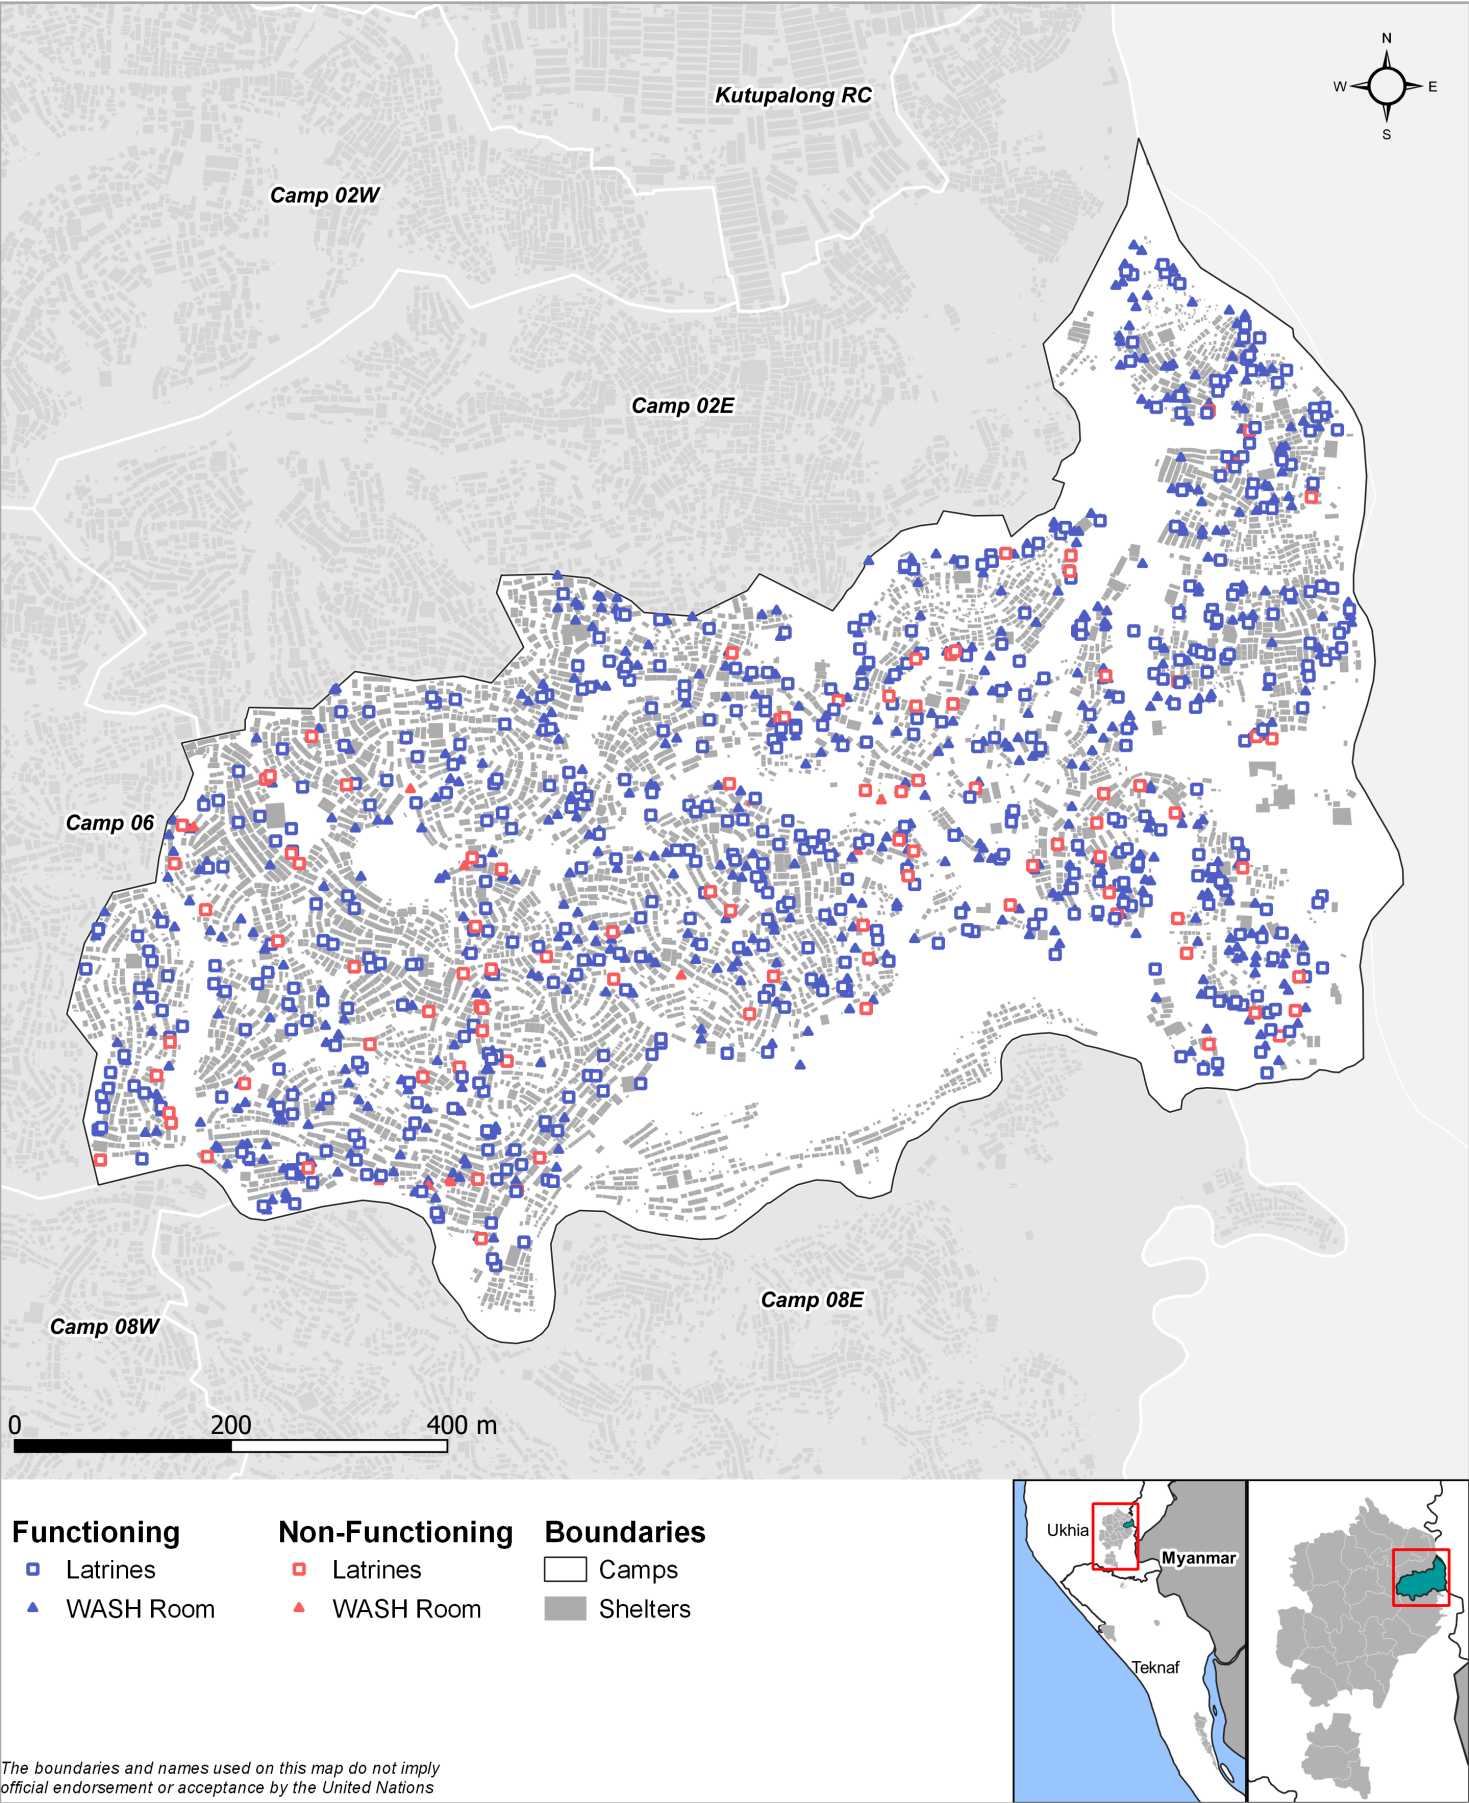 N
W E
S
Kutupalong RC
Camp 02W
Camp 02E
Camp 06
Camp 08E
Camp 08W
0 200 400 m
Functioning Non-Functioning Boundaries
Latrines Latrines Camps
WASH Room WASH Room Shelters
Ukhia
Myanmar
Teknaf
The boundaries and names used on this map do not imply
official endorsement or acceptance by the United Nations